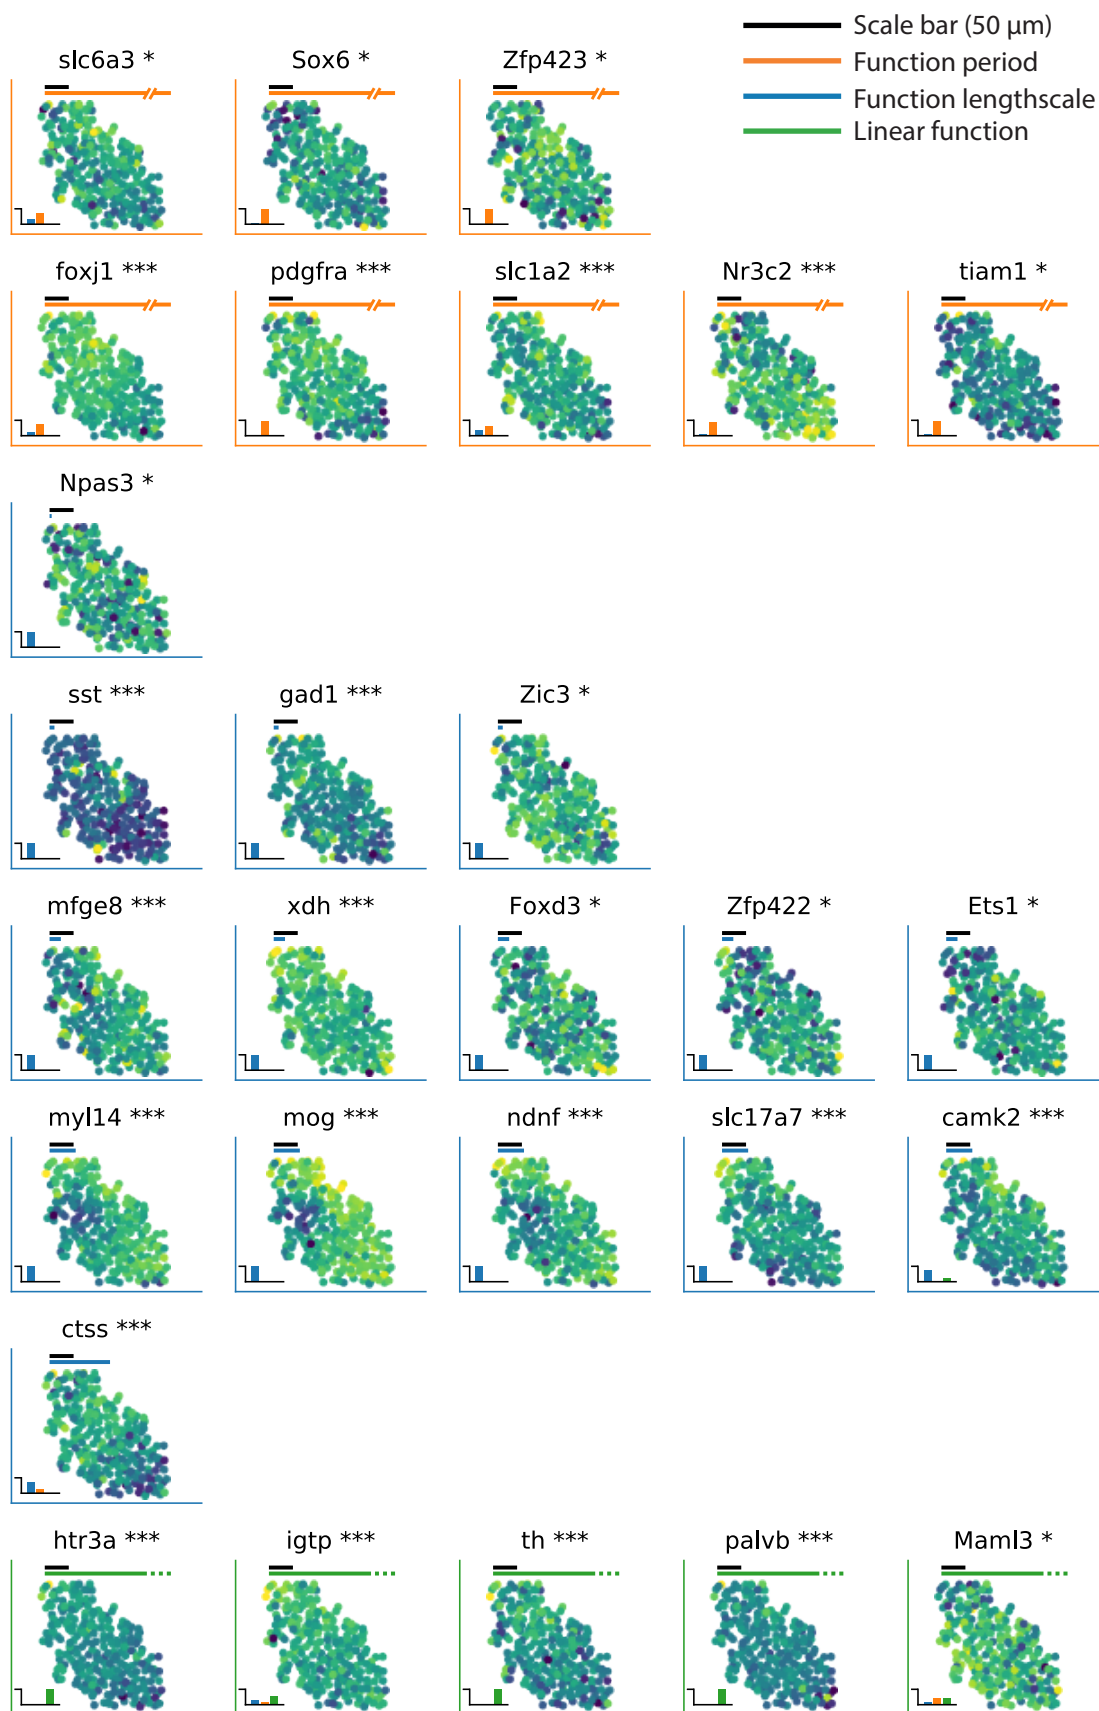 Scale bar (50 μm)
Function period
Function lengthscale
Linear function
slc6a3 * Sox6 * Zfp423 *
foxj1 *** pdgfra *** slc1a2 *** Nr3c2 *** tiam1 *
Npas3 *
sst *** gad1 *** Zic3 *
mfge8 *** xdh *** Foxd3 * Zfp422 * Ets1 *
myl14 *** mog *** ndnf *** slc17a7 *** camk2 ***
ctss ***
htr3a *** igtp *** th *** palvb *** Maml3 *